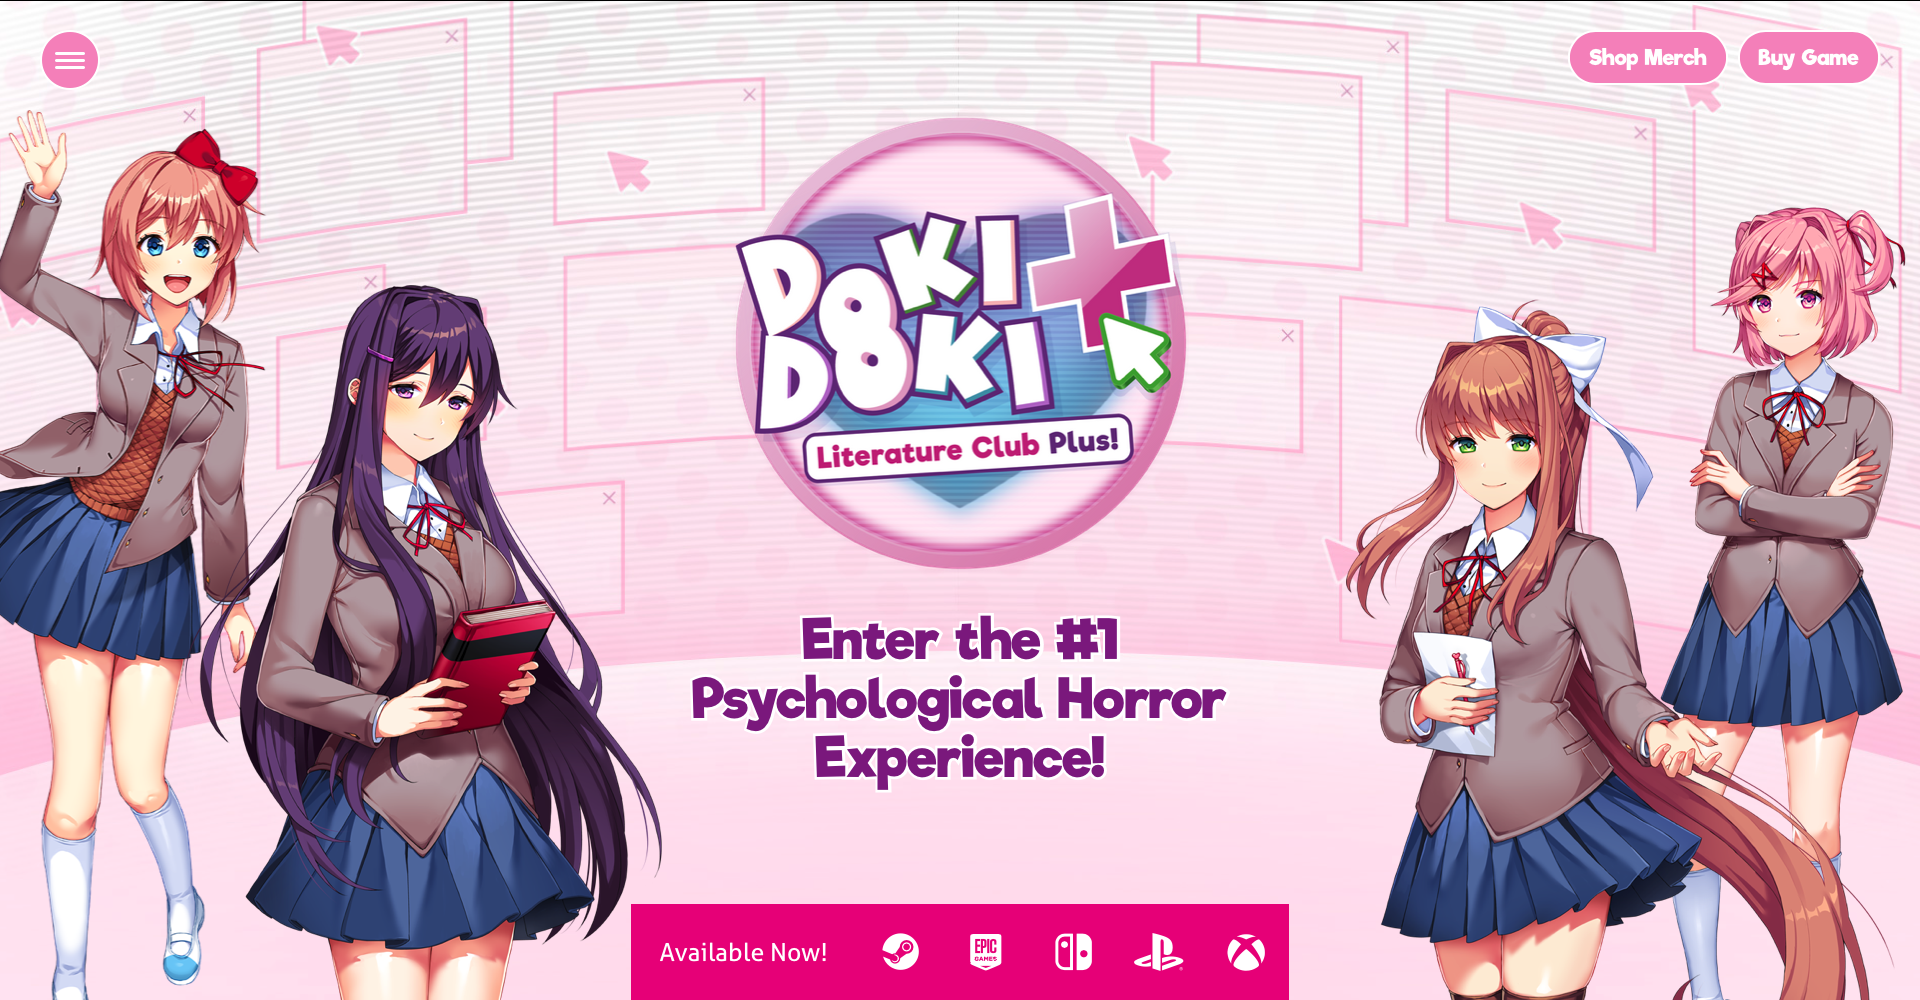 Shop Merch
Buy Game
DOKI
DOKI
Literature Club Plus!
Enter the #1
Psychological Horror
Experience!
Available Now!
EPIC
GAMES